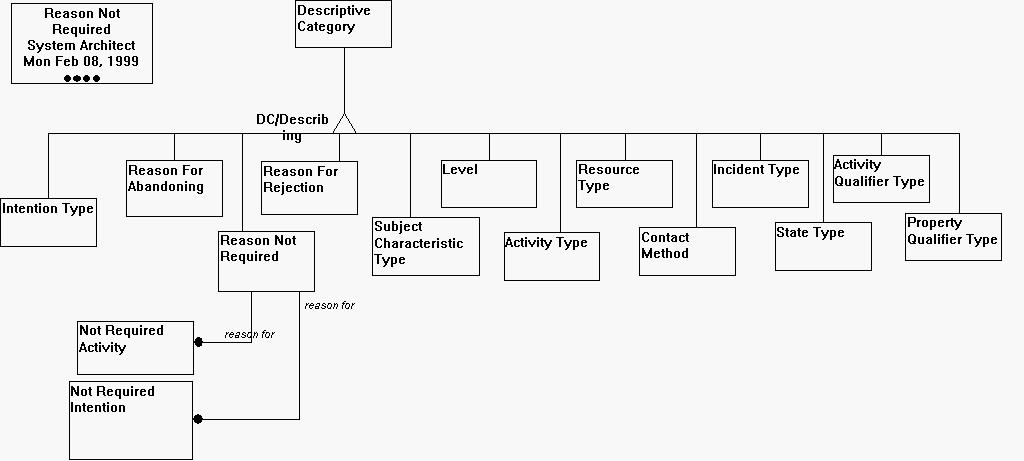 Reason Not
Required
System Architect
Mon Feb 08, 1999
Descriptive
Category
DC/Describ
ing
Intention Type
Reason For
Abandoning
Reason Not
Required
Reason For
Rejection
Subject
Characteristic
Type
Level
Activity Type
Resource
Type
Contact
Method
Incident Type
State Type
Activity
Qualifier Type
Property
Qualifier Type
reason for
reason for
Not Required
Activity
Not Required
Intention